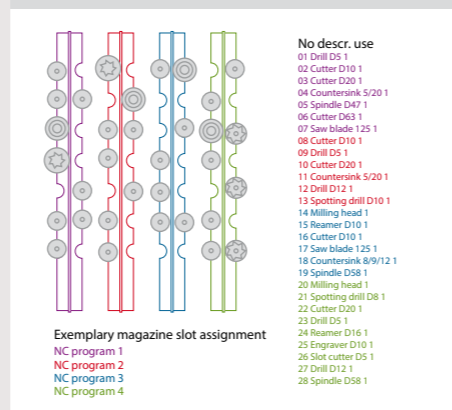 No descr. use
01 Drill D5 1
02 Cutter D10 1
03 Cutter D20 1
04 Countersink 5/20 1
05 Spindle D47 1
06 Cutter D63 1
07 Saw blade 125 1
08 Cutter D10 1
09 Drill D5 1
10 Cutter D20 1
11 Countersink 5/20 1
12 Drill D12 1
13 Spotting drill D10 1
14 Milling head 1
15 Reamer D10 1
16 Cutter D10 1
17 Saw blade 125 1
18 Countersink 8/9/12 1
19 Spindle D58 1
20 Milling head 1
21 Spotting drill D8 1
22 Cutter D20 1
23 Drill D5 1
24 Reamer D16 1
25 Engraver D10 1
26 Slot cutter D5 1
27 Drill D12 1
28 Spindle D58 1
Exemplary magazine slot assignment
NC program 1
NC program 2
NC program 3
NC program 4